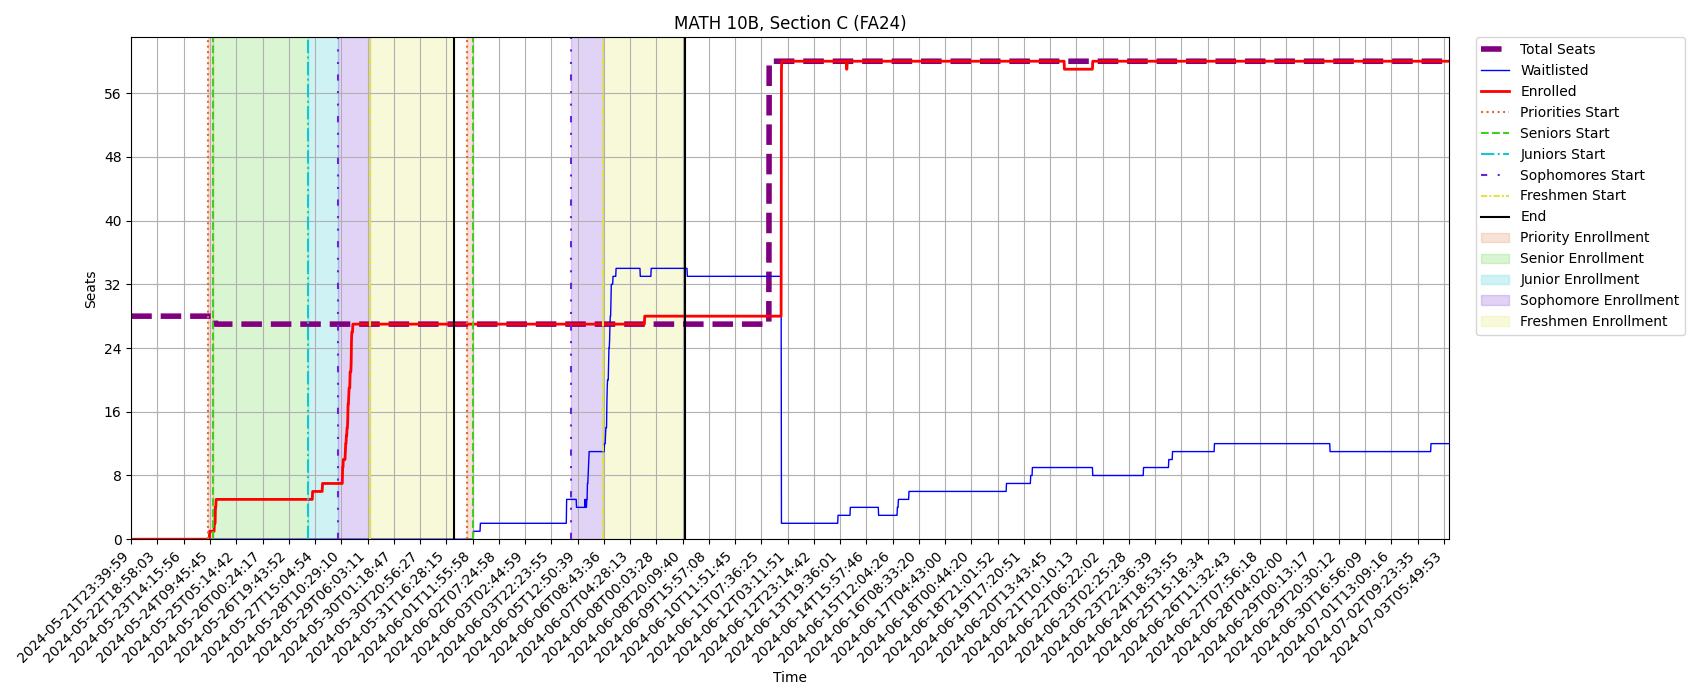 MATH 10B, Section C (FA24)
Total Seats
Waitlisted
Enrolled
Priorities Start
Seniors Start
Juniors Start
Sophomores Start
Freshmen Start
End
Priority Enrollment
Senior Enrollment
Junior Enrollment
Sophomore Enrollment
Freshmen Enrollment
Seats
56
48
40
32
24
16
8
0
2024-05-21T23:39:59
2024-05-22T18:58:03
2024-05-23T14:15:56
2024-05-24T09:45:45
2024-05-25T05:14:42
2024-05-26T00:24:17
2024-05-26T19:43:52
2024-05-27T15:04:54
2024-05-28T10:29:10
2024-05-29T06:03:11
2024-05-30T01:18:47
2024-05-30T20:56:27
2024-05-31T16:28:15
2024-06-01T11:55:58
2024-06-02T07:24:58
2024-06-03T02:44:59
2024-06-03T22:23:55
2024-06-05T12:50:39
2024-06-06T08:43:36
2024-06-07T04:28:13
2024-06-08T00:03:28
2024-06-08T20:09:40
2024-06-09T15:57:08
2024-06-10T11:51:45
2024-06-11T07:36:25
2024-06-12T03:11:51
2024-06-12T23:14:42
2024-06-13T19:36:01
2024-06-14T15:57:46
2024-06-15T12:04:26
2024-06-16T08:33:20
2024-06-17T04:43:00
2024-06-18T00:44:20
2024-06-18T21:01:52
2024-06-19T17:20:51
2024-06-20T13:43:45
2024-06-21T10:10:13
2024-06-22T06:22:02
2024-06-23T02:25:28
2024-06-23T22:36:39
2024-06-24T18:53:55
2024-06-25T15:18:34
2024-06-26T11:32:43
2024-06-27T07:56:18
2024-06-28T04:02:00
2024-06-29T00:13:17
2024-06-29T20:30:12
2024-06-30T16:56:09
2024-07-01T13:09:16
2024-07-02T09:23:35
2024-07-03T05:49:53
Time